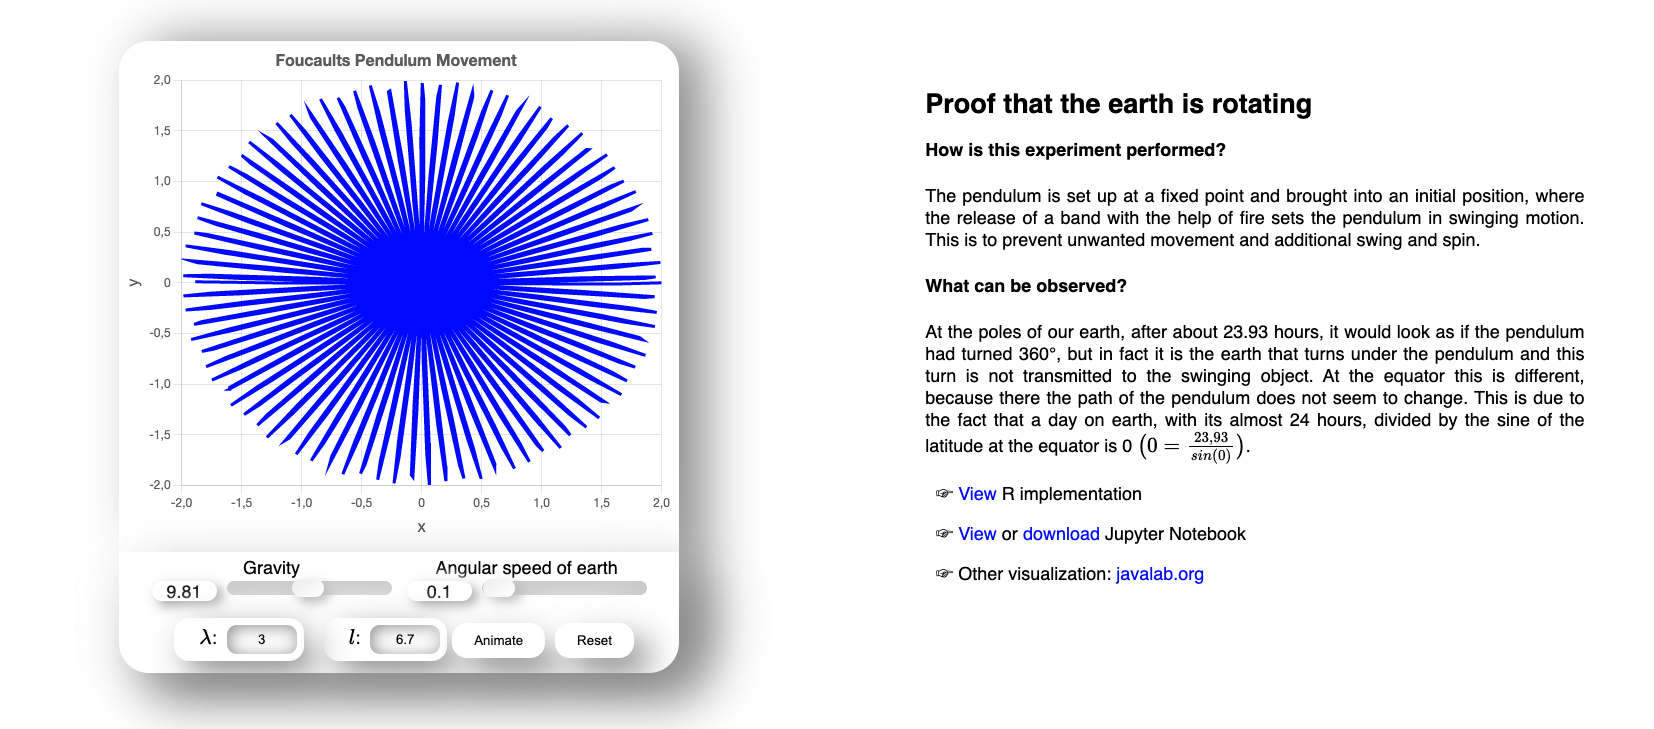 Foucaults Pendulum Movement
2,0
1,5
1,0
0,5
0
-0,5
-1,0
-1,5
-2,0
y
-2,0 -1,5 -1,0 -0,5 0 0,5 1,0 1,5 2,0
x
Gravity
9.81
Angular speed of earth
0.1
λ: 3
l: 6.7
Animate
Reset
Proof that the earth is rotating
How is this experiment performed?
The pendulum is set up at a fixed point and brought into an initial position, where
the release of a band with the help of fire sets the pendulum in swinging motion.
This is to prevent unwanted movement and additional swing and spin.
What can be observed?
At the poles of our earth, after about 23.93 hours, it would look as if the pendulum
had turned 360°, but in fact it is the earth that turns under the pendulum and this
turn is not transmitted to the swinging object. At the equator this is different,
because there the path of the pendulum does not seem to change. This is due to
the fact that a day on earth, with its almost 24 hours, divided by the sine of the
latitude at the equator is 0 (0 = 23,93/sin(0)).
☞ View R implementation
☞ View or download Jupyter Notebook
☞ Other visualization: javalab.org